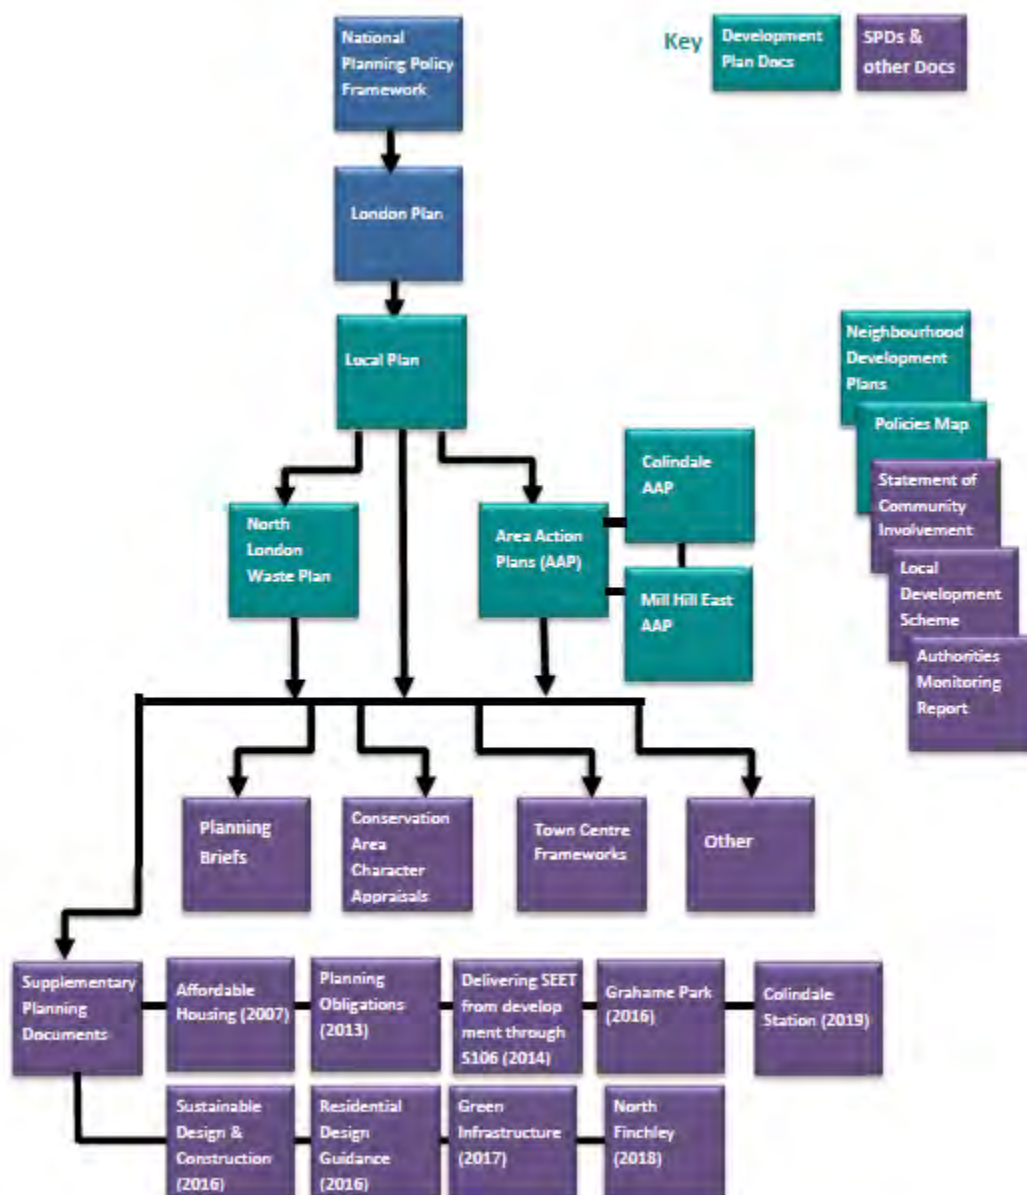 National
Planning Policy
Framework
Key
Development
Plan Docs
SPDs &
other Docs
London Plan
Local Plan
Neighbourhood
Development
Plans
Policies Map
Statement of
Community
Involvement
Local
Development
Scheme
Authorities
Monitoring
Report
North
London
Waste Plan
Area Action
Plans (AAP)
Colindale
AAP
Mill Hill East
AAP
Planning
Briefs
Conservation
Area
Character
Appraisals
Town Centre
Frameworks
Other
Supplementary
Planning
Documents
Affordable
Housing (2007)
Planning
Obligations
(2013)
Delivering SEET
from develop
ment through
S106 (2014)
Grahame Park
(2016)
Colindale
Station (2019)
Sustainable
Design &
Construction
(2016)
Residential
Design
Guidance
(2016)
Green
Infrastructure
(2017)
North
Finchley
(2018)